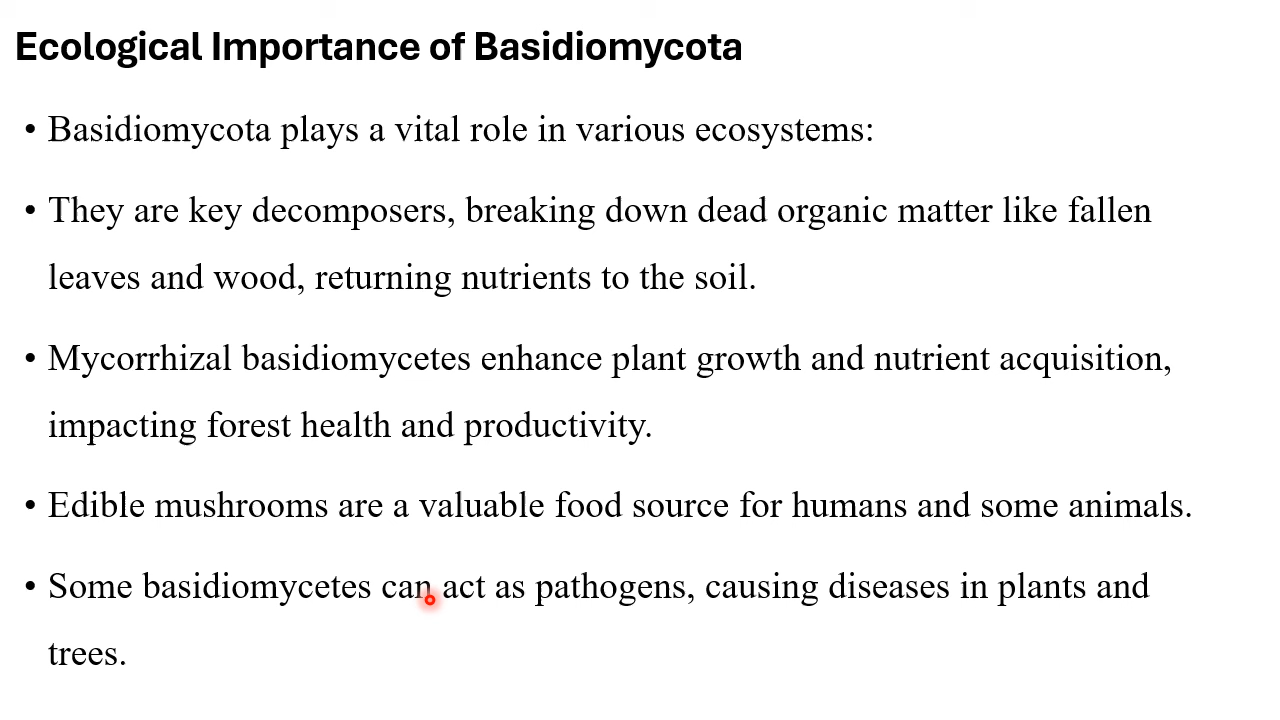 Ecological Importance of Basidiomycota
• Basidiomycota plays a vital role in various ecosystems:
• They are key decomposers, breaking down dead organic matter like fallen
leaves and wood, returning nutrients to the soil.
• Mycorrhizal basidiomycetes enhance plant growth and nutrient acquisition,
impacting forest health and productivity.
• Edible mushrooms are a valuable food source for humans and some animals.
• Some basidiomycetes can act as pathogens, causing diseases in plants and
trees.